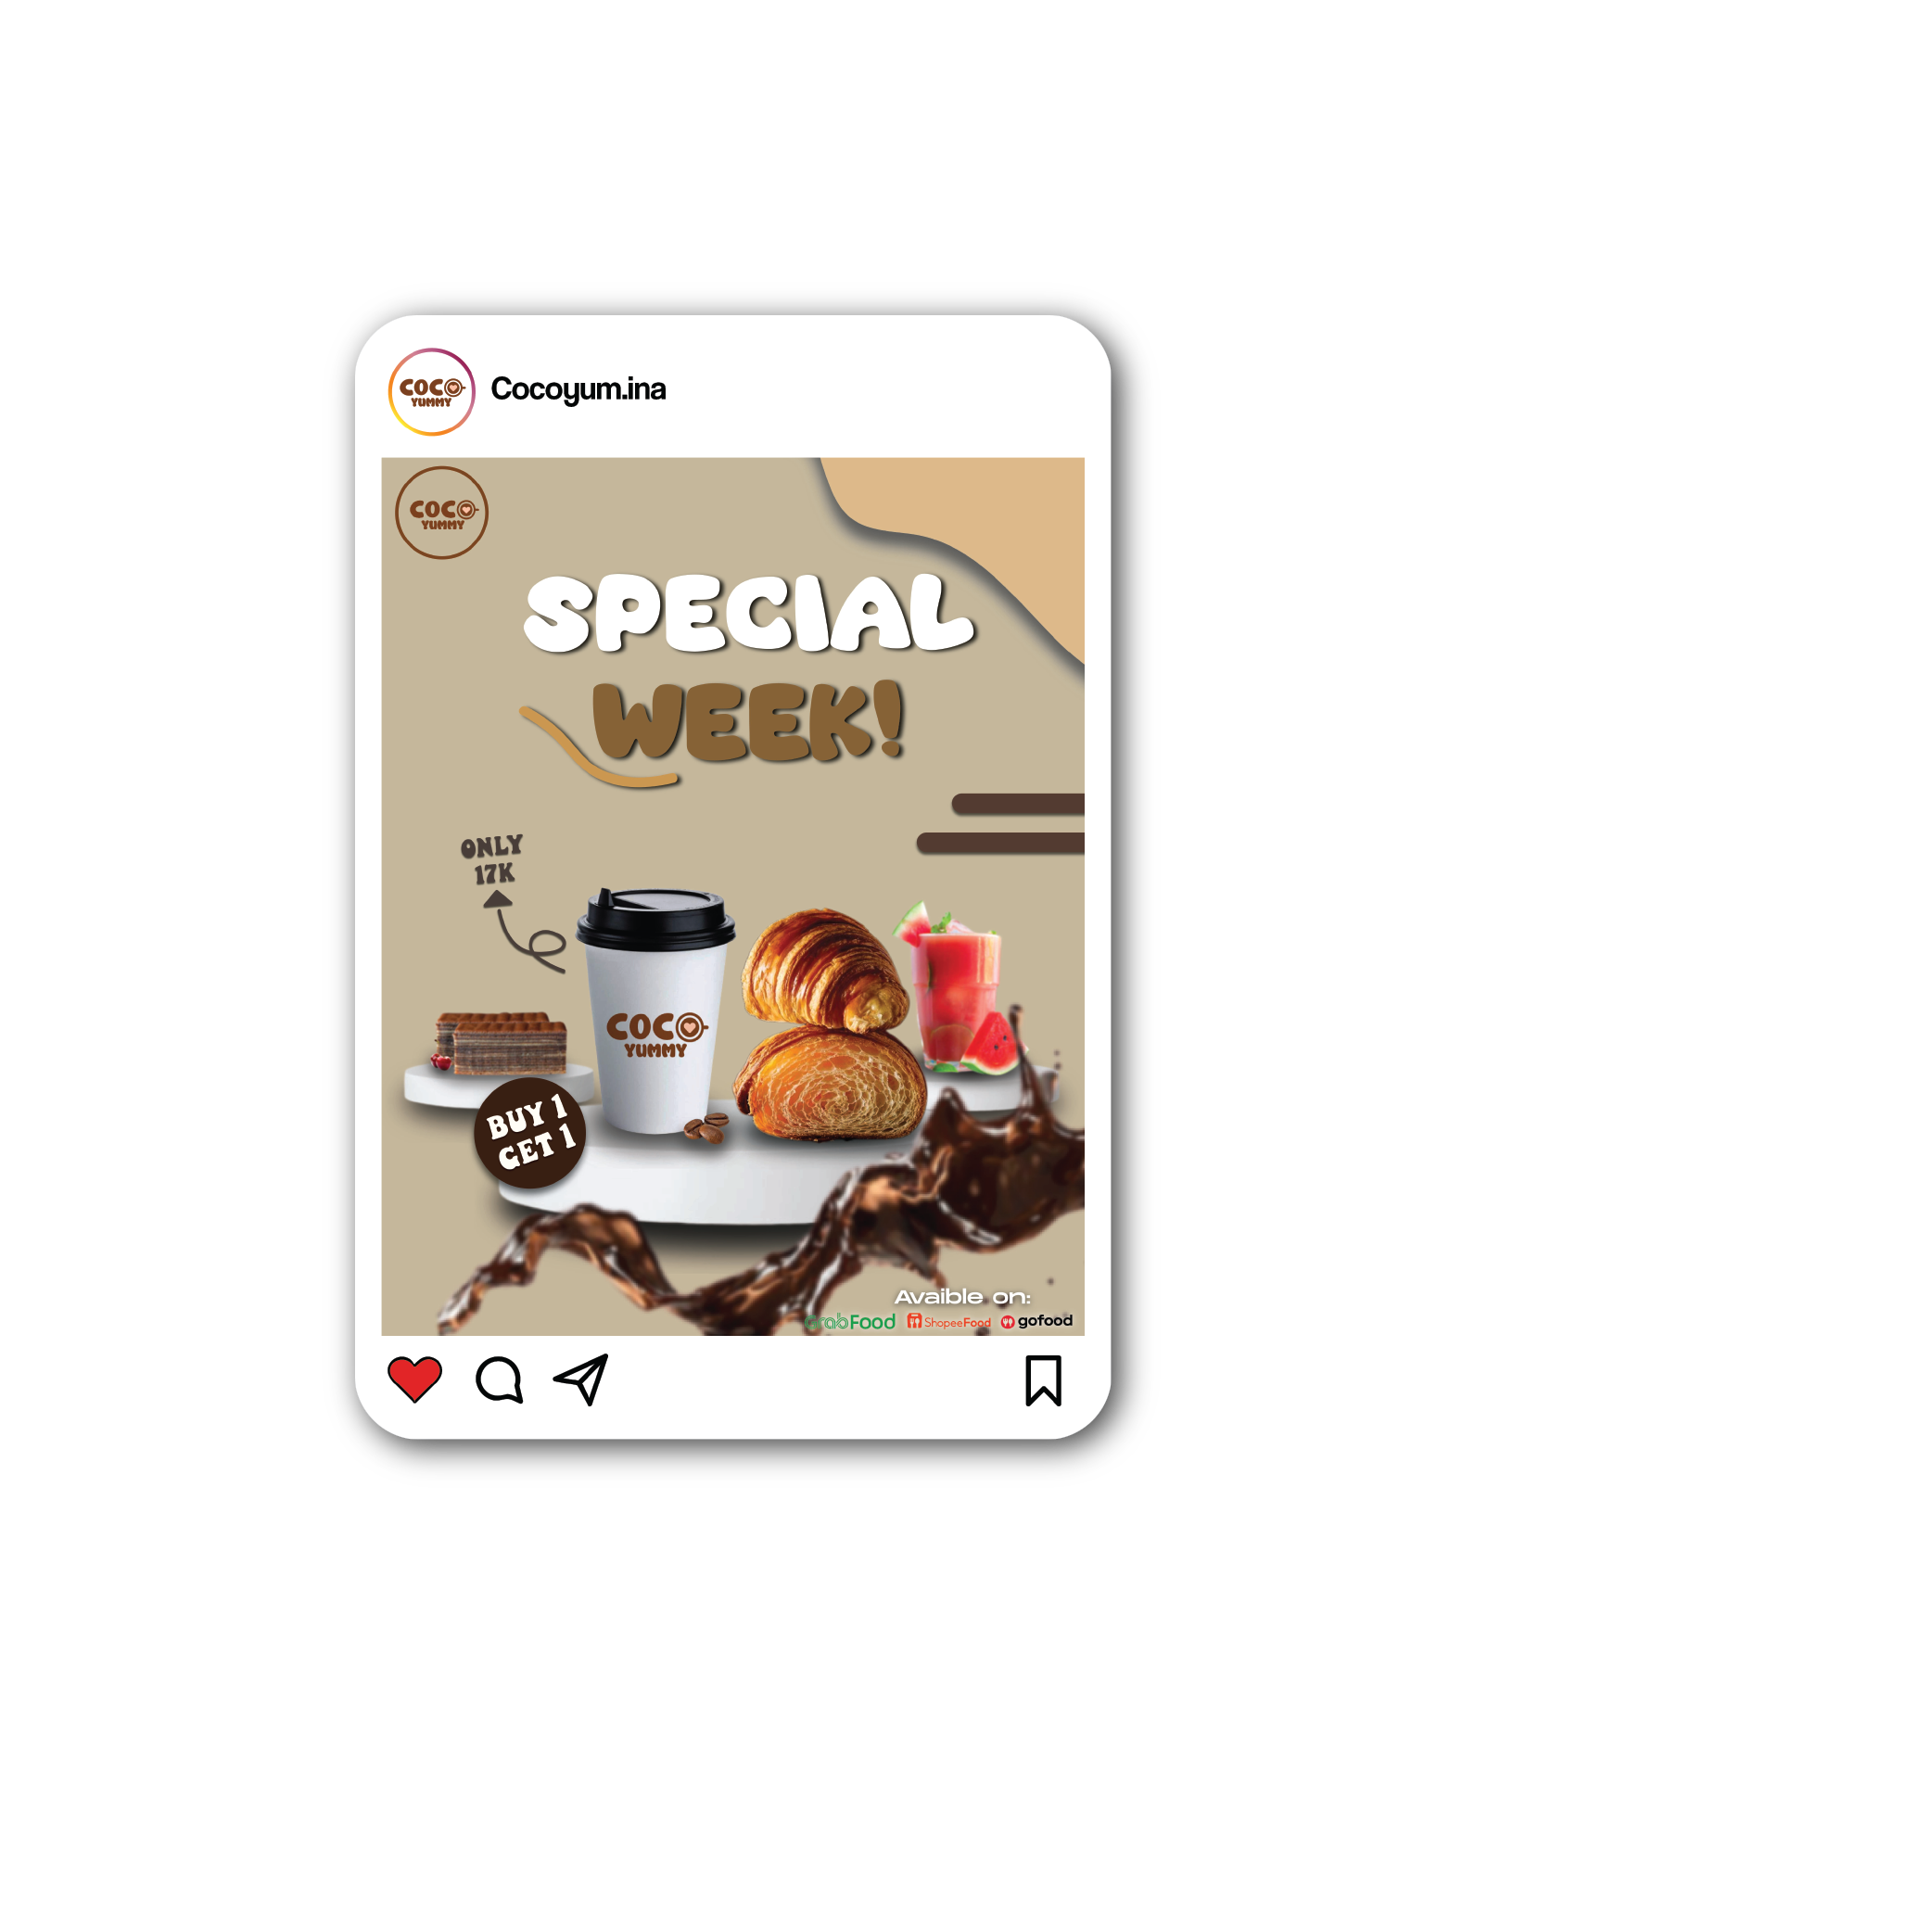 COCO
YUMMY
Cocoyum.ina
COCO
YUMMY
SPECIAL
WEEK!
ONLY
17K
COCO
YUMMY
BUY 1
GET 1
Avaible on:
GrabFood ShopeeFood gofood